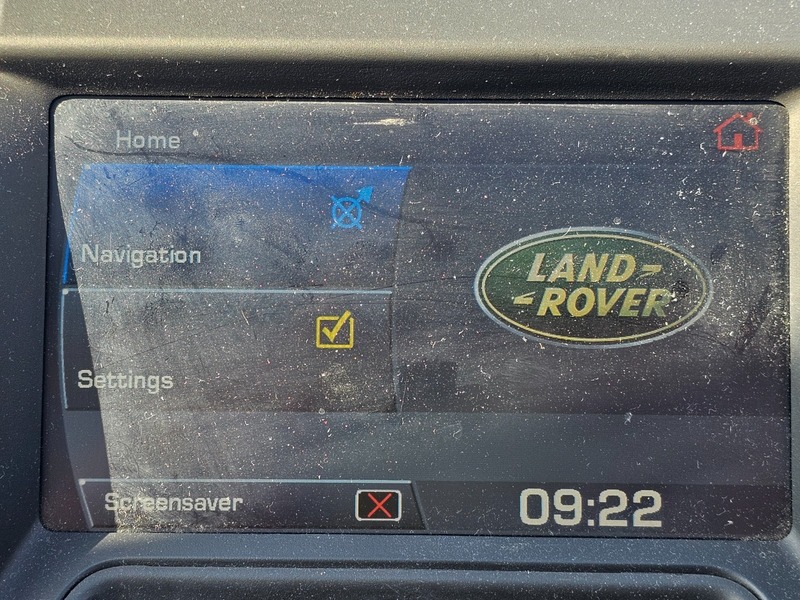 Home
Navigation
LAND-
-ROVER
Settings
Screensaver
09:22